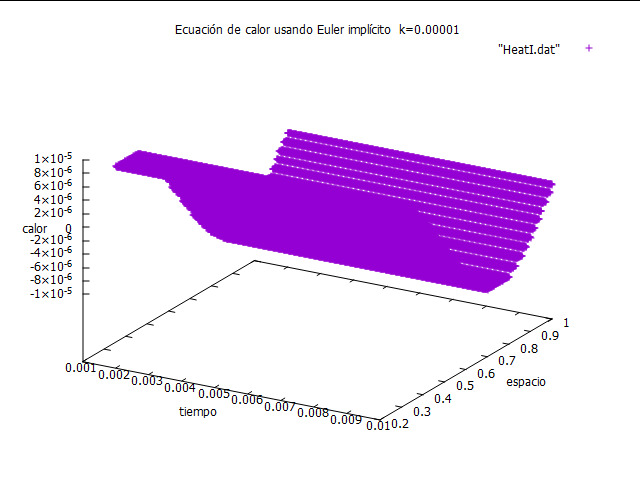 Ecuación de calor usando Euler implícito  k=0.00001
"HeatI.dat"
1×10-5
8×10-6
6×10-6
4×10-6
2×10-6
calor 0
-2×10-6
-4×10-6
-6×10-6
-8×10-6
-1×10-5
0.001 0.002 0.003 0.004 0.005 0.006 0.007 0.008 0.009 0.01
tiempo
0.2 0.3 0.4 0.5 0.6 0.7 0.8 0.9 1
espacio